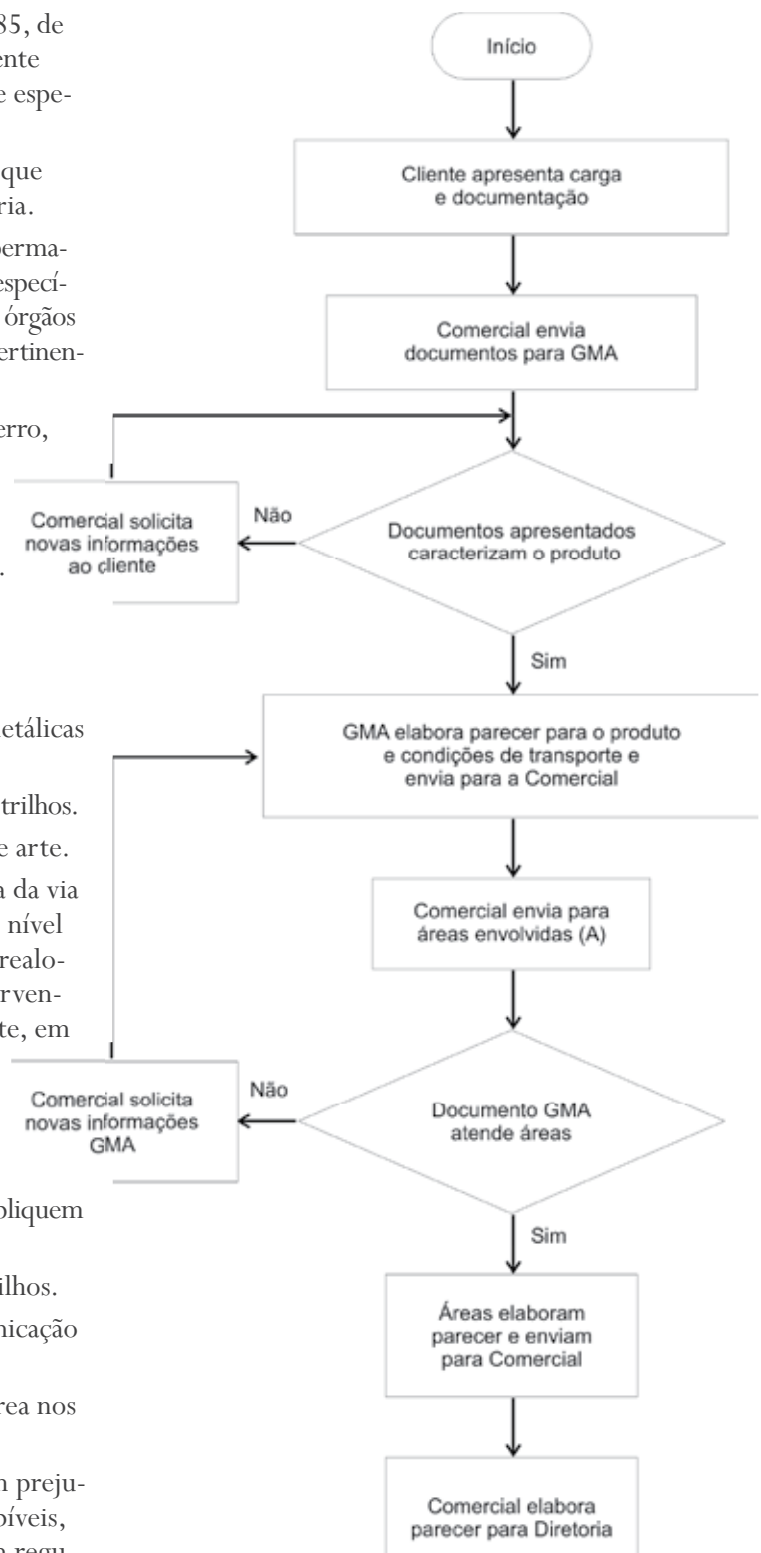 85, de
ente
e espe-
que
ria.
perma-
especí-
órgãos
ertinen-
erro,
.
etálicas
trilhos.
e arte.
a da via
nível
realo-
rven-
te, em
pliquem
ilhos.
nicação
rea nos
m preju-
bíveis,
m regu-
Início
Cliente apresenta carga
e documentação
Comercial envia
documentos para GMA
Documentos apresentados
caracterizam o produto
Não
Comercial solicita
novas informações
ao cliente
Sim
GMA elabora parecer para o produto
e condições de transporte e
envia para a Comercial
Comercial envia para
áreas envolvidas (A)
Documento GMA
atende áreas
Não
Comercial solicita
novas informações
GMA
Sim
Áreas elaboram
parecer e enviam
para Comercial
Comercial elabora
parecer para Diretoria